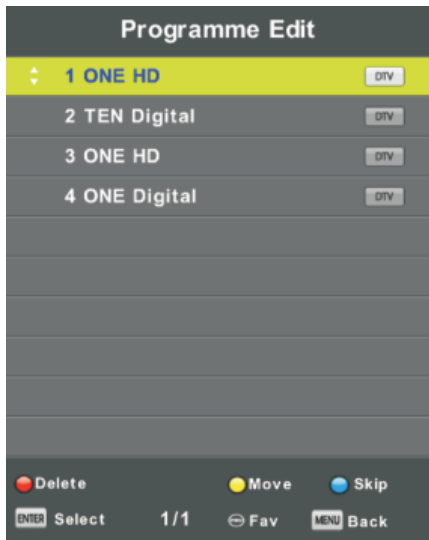 Programme Edit
1 ONE HD DTV
2 TEN Digital DTV
3 ONE HD DTV
4 ONE Digital DTV
Delete Move Skip
ENTER Select 1/1 Fav MENU Back